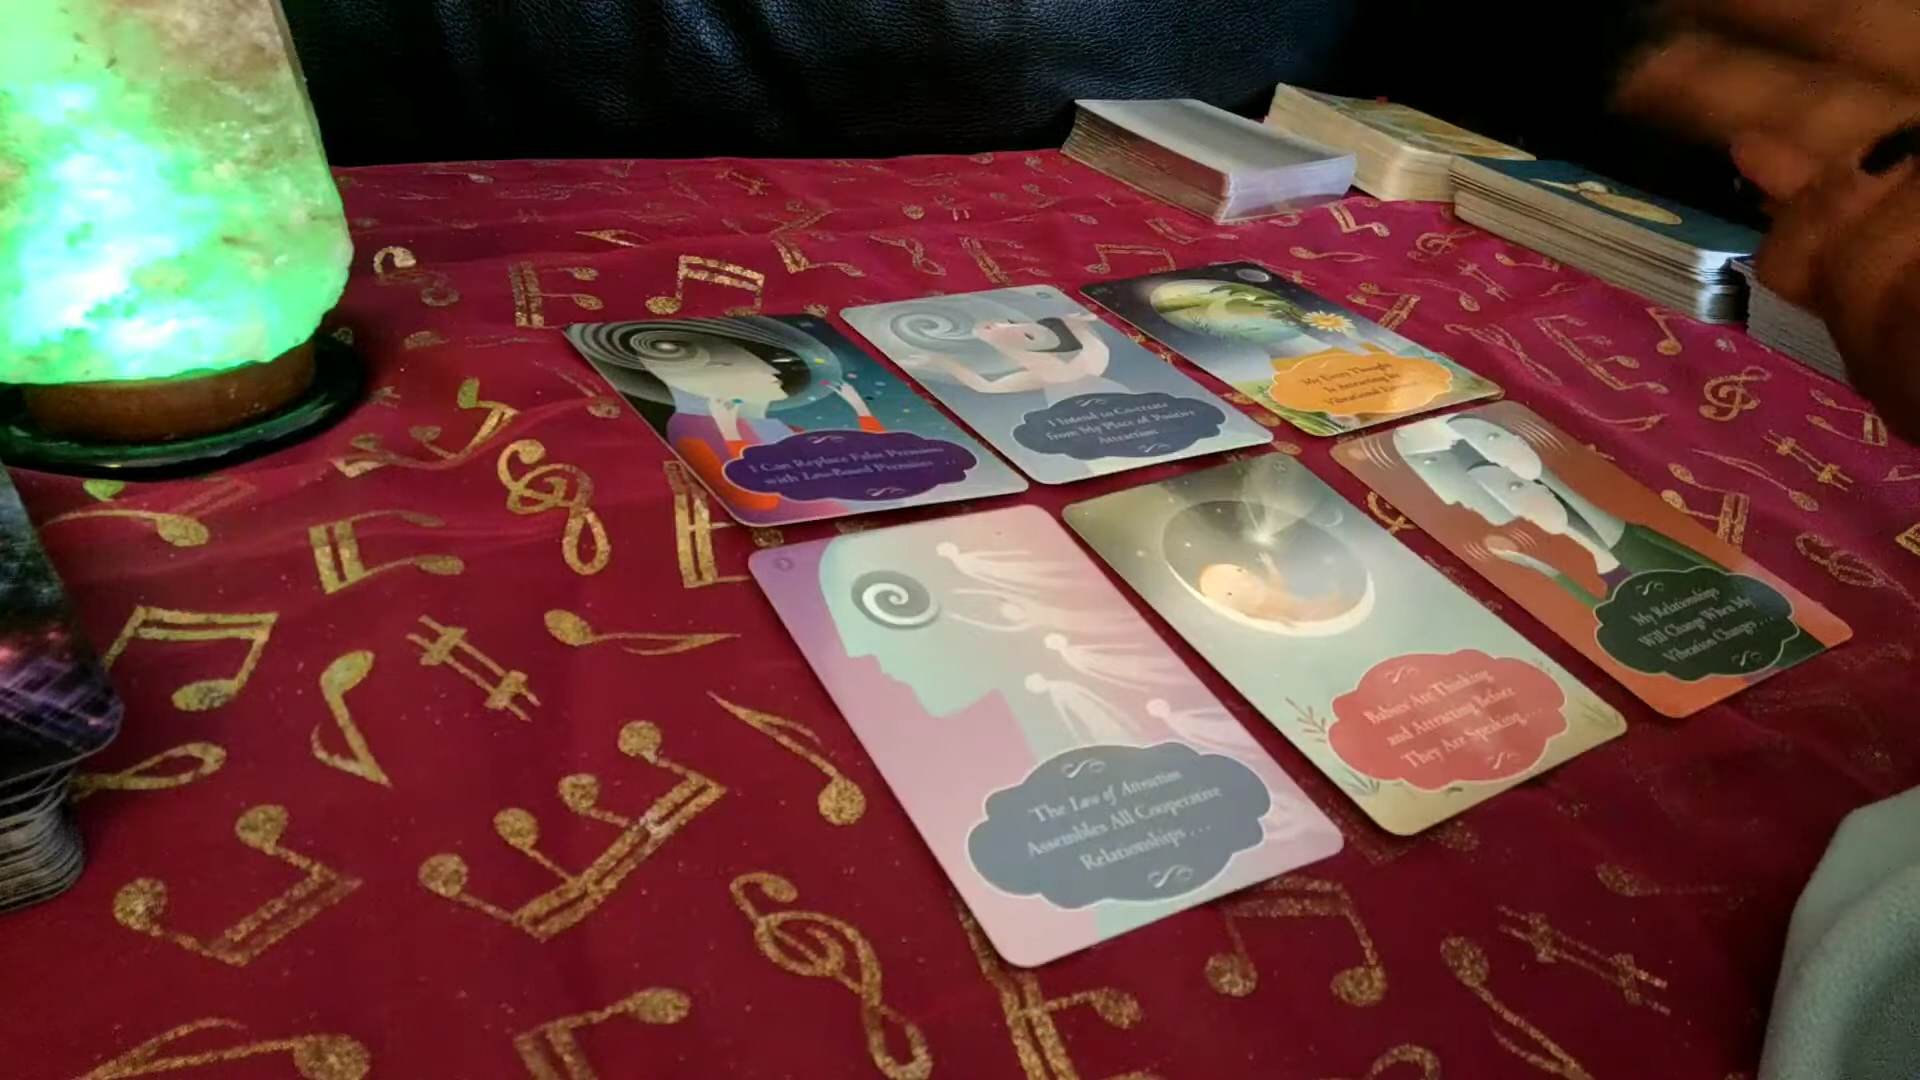 I Can Replace False Premises
with Law-Based Premises . . .
I Intend to Co-create
from My Place of Positive
Attraction . . .
My Every Thought
Is Attracting My
Vibrational
The Law of Attraction
Assembles All Cooperative
Relationships . . .
Babies Are Thinking
and Attracting Before
They Are Speaking . . .
My Relationships
Will Change When My
Vibration Changes . . .